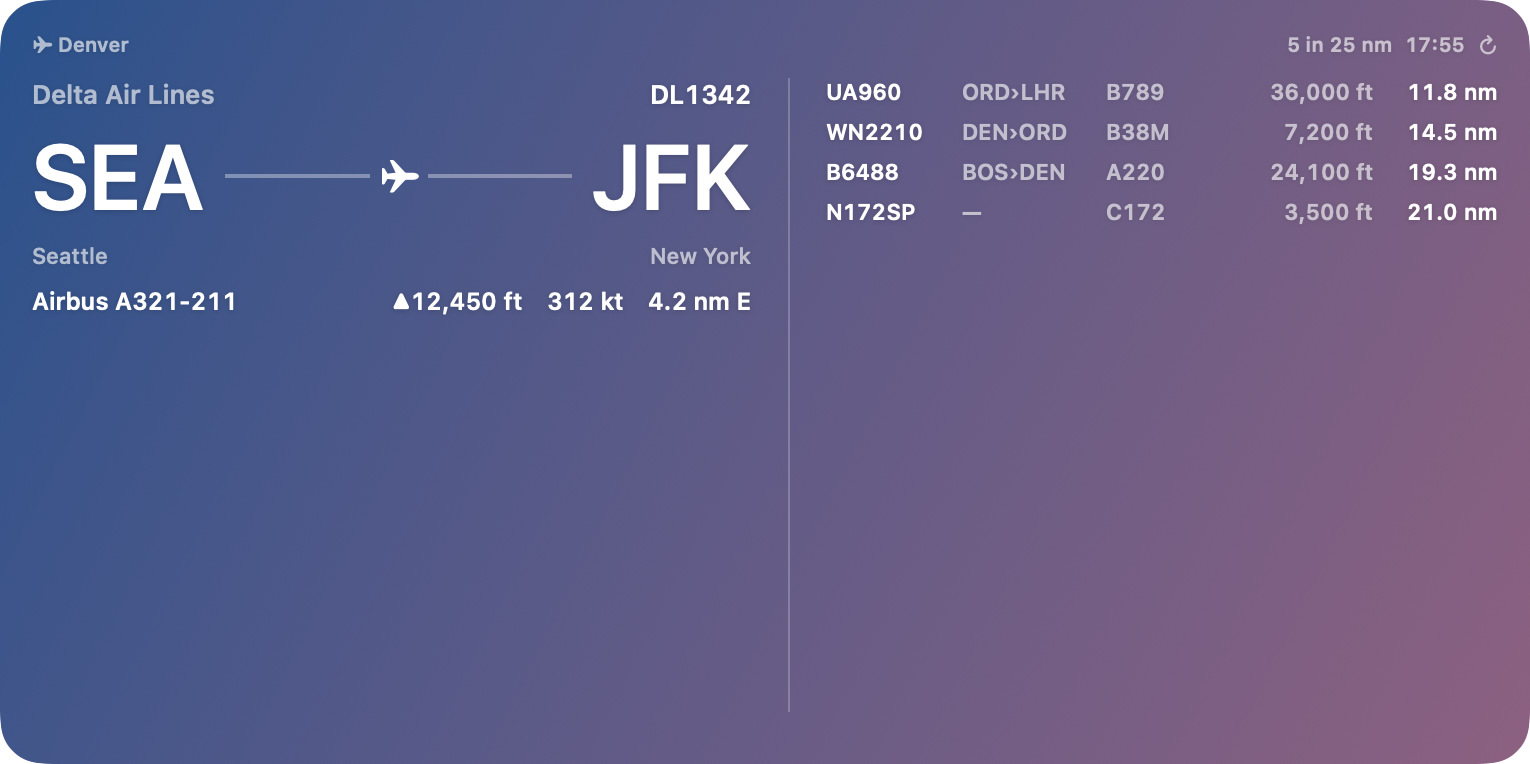 Denver
5 in 25 nm 17:55
Delta Air Lines DL1342
SEA JFK
Seattle New York
Airbus A321-211 ▲12,450 ft 312 kt 4.2 nm E
UA960 ORD›LHR B789 36,000 ft 11.8 nm
WN2210 DEN›ORD B38M 7,200 ft 14.5 nm
B6488 BOS›DEN A220 24,100 ft 19.3 nm
N172SP — C172 3,500 ft 21.0 nm